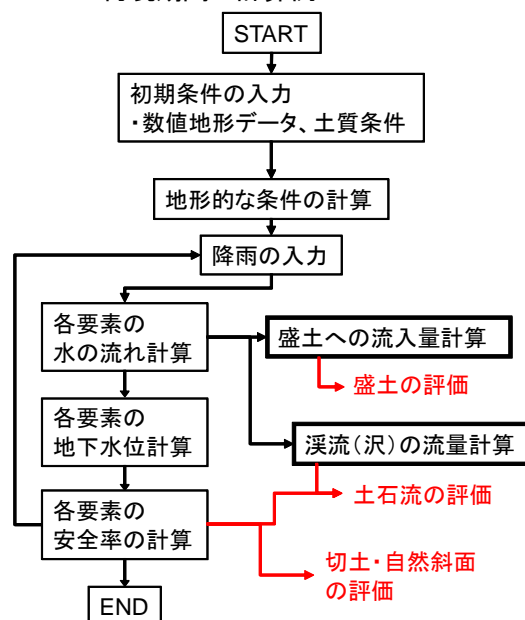 START
初期条件の入力
・数値地形データ、土質条件
地形的な条件の計算
降雨の入力
各要素の
水の流れ計算
盛土への流入量計算
盛土の評価
各要素の
地下水位計算
渓流(沢)の流量計算
土石流の評価
各要素の
安全率の計算
切土・自然斜面
の評価
END